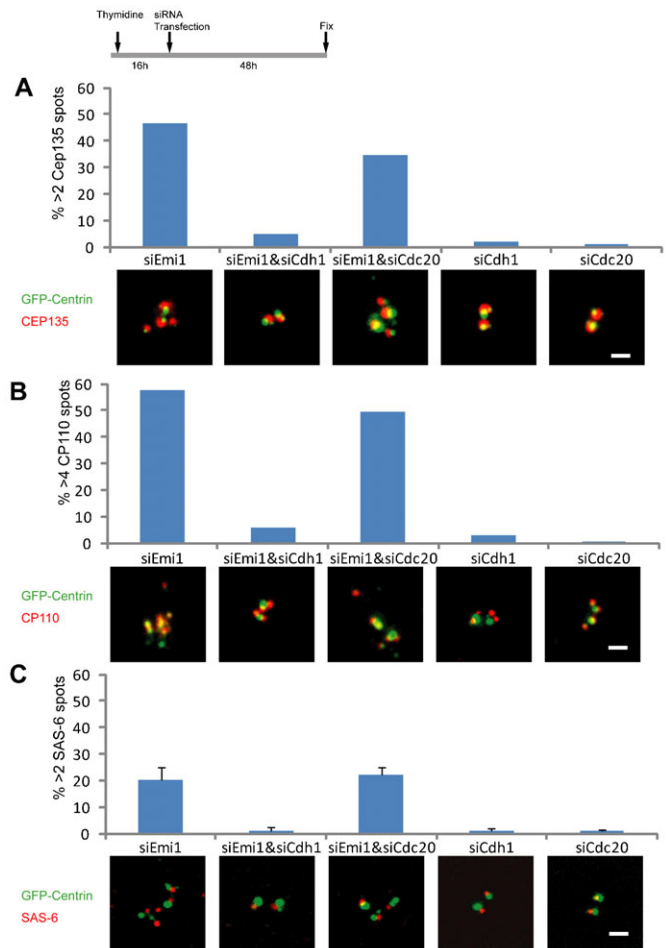 Thymidine siRNA Transfection Fix
16h 48h
A
% >2 Cep135 spots
50
40
30
20
10
0
siEmi1 siEmi1&siCdh1 siEmi1&siCdc20 siCdh1 siCdc20
GFP-Centrin
CEP135
B
% >4 CP110 spots
60
50
40
30
20
10
0
siEmi1 siEmi1&siCdh1 siEmi1&siCdc20 siCdh1 siCdc20
GFP-Centrin
CP110
C
% >2 SAS-6 spots
60
50
40
30
20
10
0
siEmi1 siEmi1&siCdh1 siEmi1&siCdc20 siCdh1 siCdc20
GFP-Centrin
SAS-6